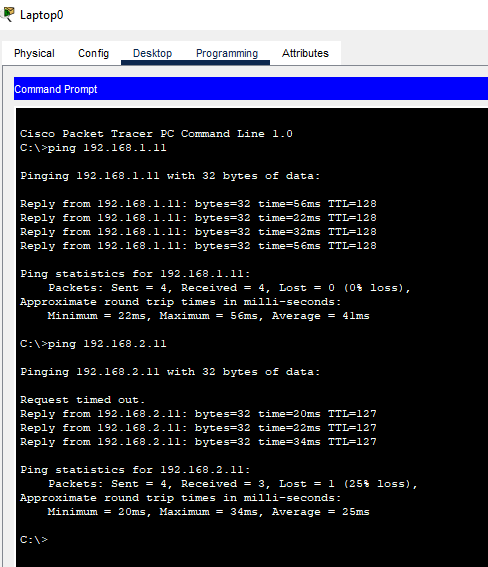 Laptop0
Physical Config Desktop Programming Attributes
Command Prompt
Cisco Packet Tracer PC Command Line 1.0
C:\>ping 192.168.1.11
Pinging 192.168.1.11 with 32 bytes of data:
Reply from 192.168.1.11: bytes=32 time=56ms TTL=128
Reply from 192.168.1.11: bytes=32 time=22ms TTL=128
Reply from 192.168.1.11: bytes=32 time=32ms TTL=128
Reply from 192.168.1.11: bytes=32 time=56ms TTL=128
Ping statistics for 192.168.1.11:
Packets: Sent = 4, Received = 4, Lost = 0 (0% loss),
Approximate round trip times in milli-seconds:
Minimum = 22ms, Maximum = 56ms, Average = 41ms
C:\>ping 192.168.2.11
Pinging 192.168.2.11 with 32 bytes of data:
Request timed out.
Reply from 192.168.2.11: bytes=32 time=20ms TTL=127
Reply from 192.168.2.11: bytes=32 time=22ms TTL=127
Reply from 192.168.2.11: bytes=32 time=34ms TTL=127
Ping statistics for 192.168.2.11:
Packets: Sent = 4, Received = 3, Lost = 1 (25% loss),
Approximate round trip times in milli-seconds:
Minimum = 20ms, Maximum = 34ms, Average = 25ms
C:\>